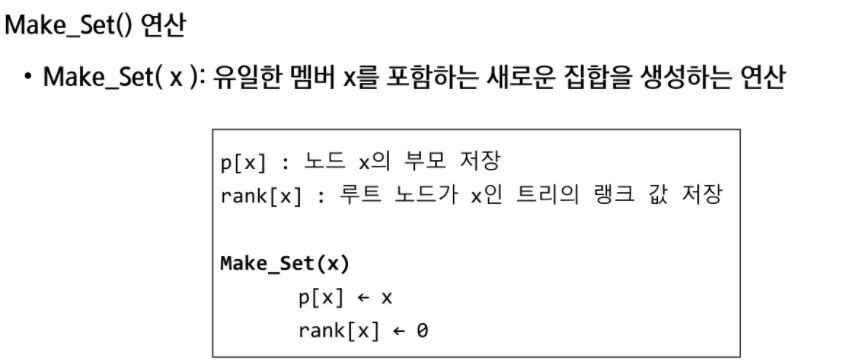 Make_Set() 연산
• Make_Set( x ): 유일한 멤버 x를 포함하는 새로운 집합을 생성하는 연산
p[x] : 노드 x의 부모 저장
rank[x] : 루트 노드가 x인 트리의 랭크 값 저장
Make_Set(x)
p[x] ← x
rank[x] ← 0